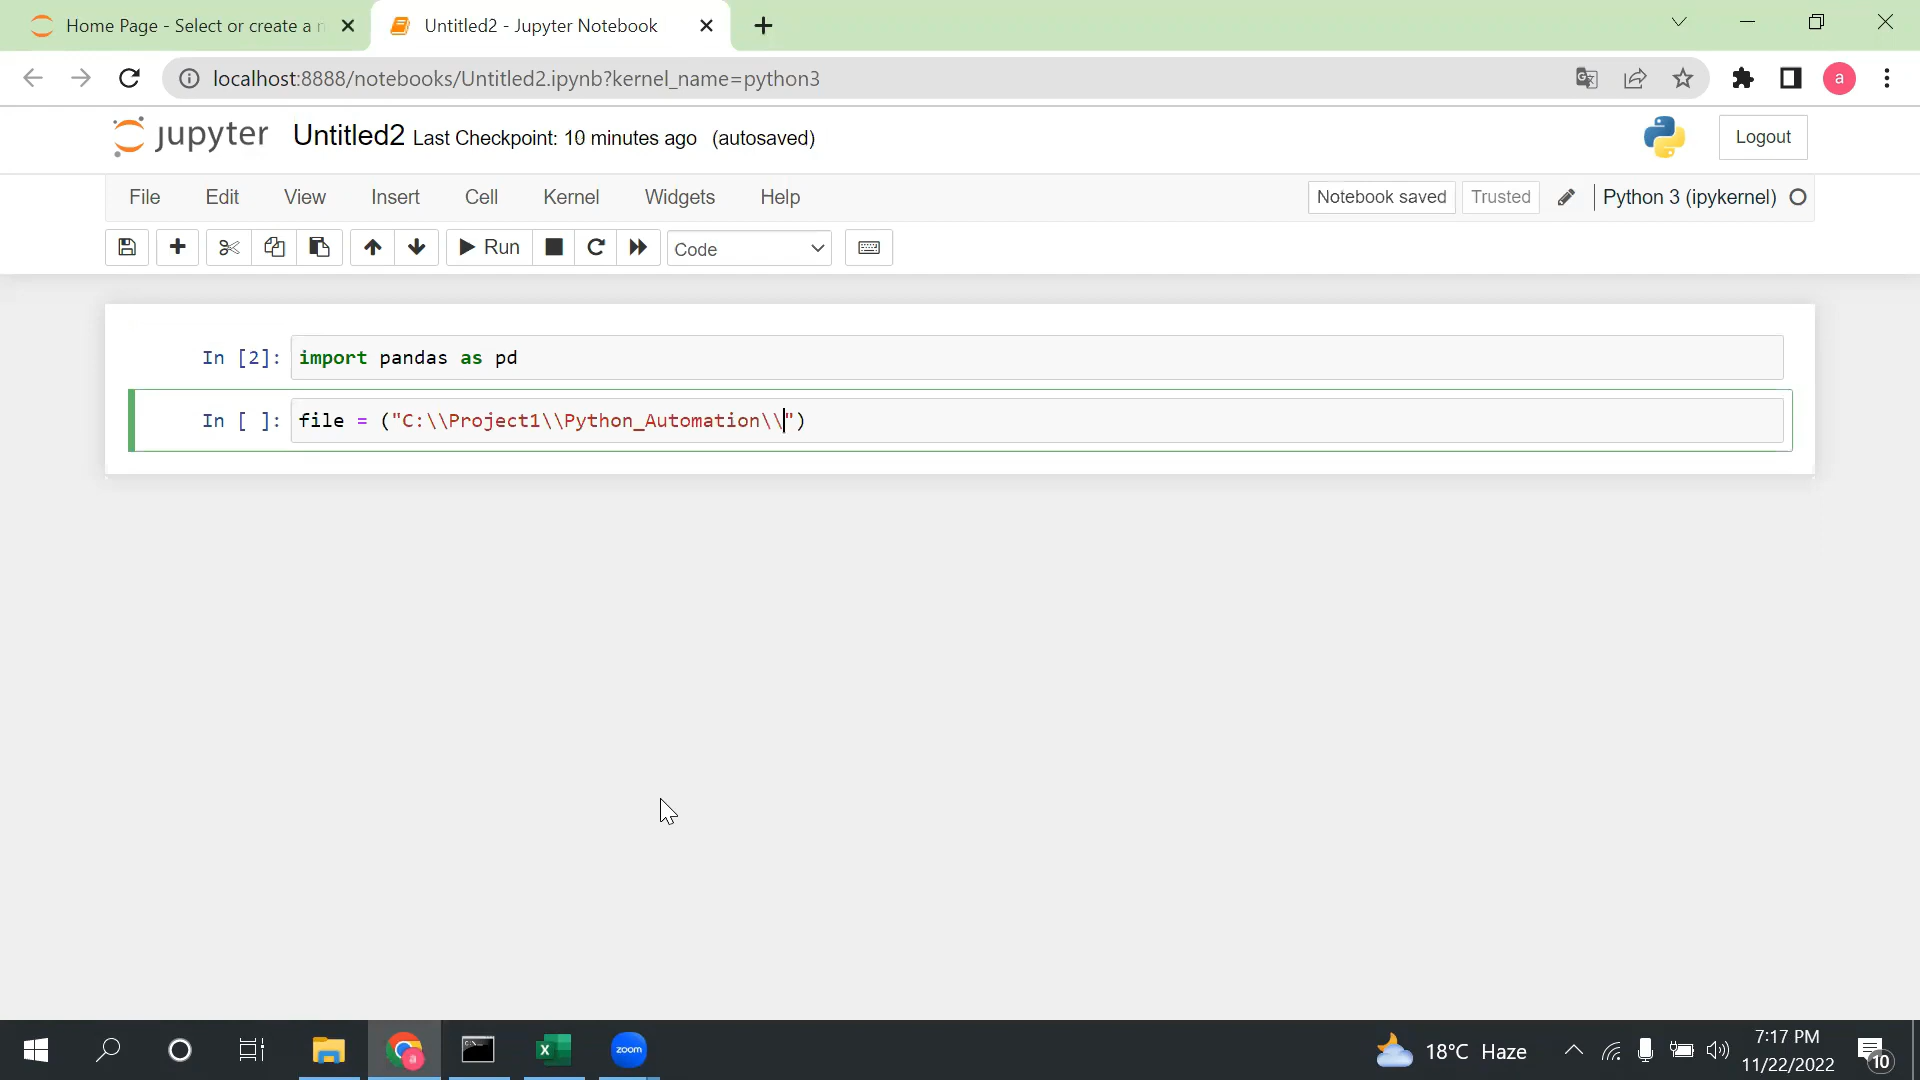 Home Page - Select or create a n
Untitled2 - Jupyter Notebook
localhost:8888/notebooks/Untitled2.ipynb?kernel_name=python3
a
jupyter Untitled2 Last Checkpoint: 10 minutes ago (autosaved)
Logout
File Edit View Insert Cell Kernel Widgets Help
Notebook saved Trusted Python 3 (ipykernel)
Run
Code
In [2]: import pandas as pd
In [ ]: file = ("C:\\Project1\\Python_Automation\\")
a
C:\_
X
zoom
18°C Haze
7:17 PM
11/22/2022
10